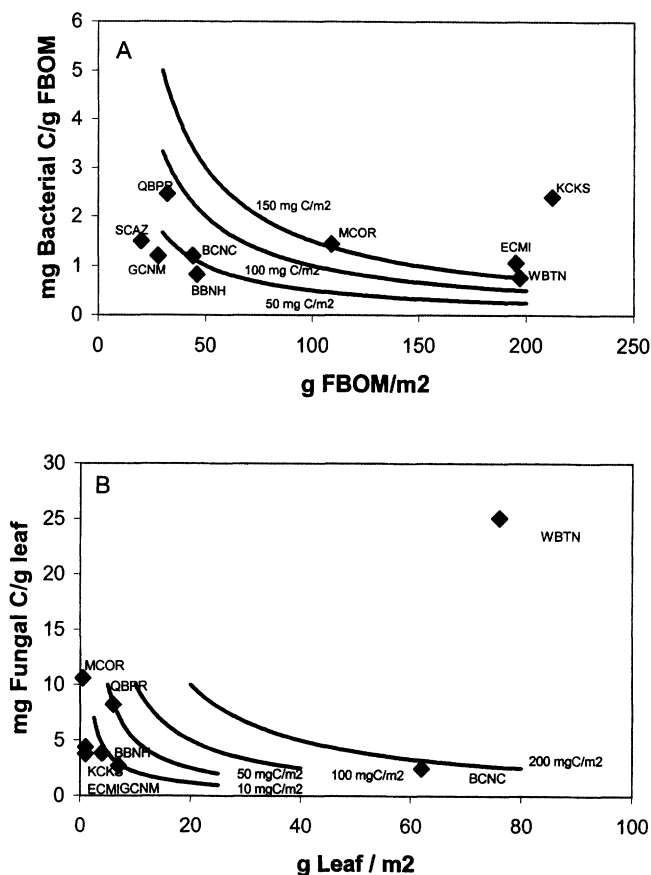 A
mg Bacterial C/g FBOM
6
5
4
3
2
1
0
QBPR
SCAZ
GCNM
BCNC
BBNH
150 mg C/m2
100 mg C/m2
50 mg C/m2
MCOR
KCKS
ECMI
WBTN
0 50 100 150 200 250
g FBOM/m2
B
mg Fungal C/g leaf
30
25
20
15
10
5
0
WBTN
MCOR
QBPR
BBNH
KCKS
ECMI GCNM
50 mgC/m2
10 mgC/m2
100 mgC/m2
BCNC
200 mgC/m2
0 20 40 60 80 100
g Leaf / m2